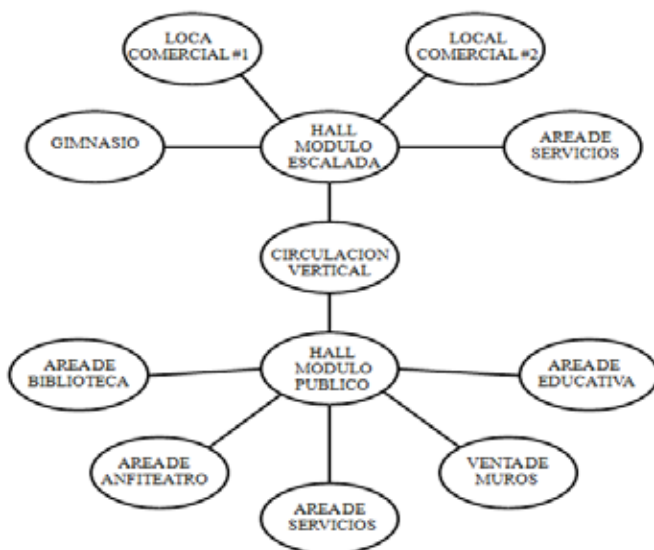 LOCA
COMERCIAL #1
LOCAL
COMERCIAL #2
GIMNASIO
HALL
MODULO
ESCALADA
AREA DE
SERVICIOS
CIRCULACION
VERTICAL
AREA DE
BIBLIOTECA
HALL
MODULO
PUBLICO
AREA DE
EDUCATIVA
AREA DE
ANFITEATRO
VENTA DE
MUROS
AREA DE
SERVICIOS